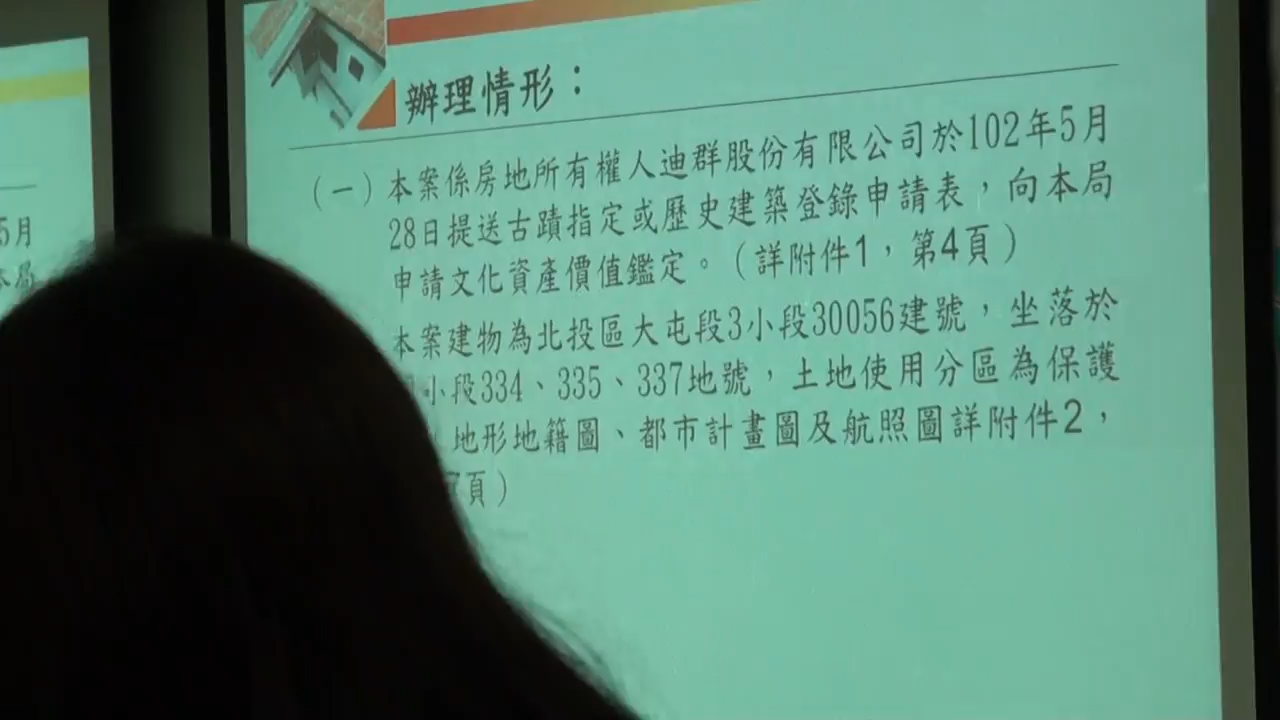 辦理情形：
（一）本案係房地所有權人迪群股份有限公司於102年5月
28日提送古蹟指定或歷史建築登錄申請表，向本局
申請文化資產價值鑑定。（詳附件1，第4頁）
本案建物為北投區大屯段3小段30056建號，坐落於
小段334、335、337地號，土地使用分區為保護
地形地籍圖、都市計畫圖及航照圖詳附件2，
頁）
5月
本局